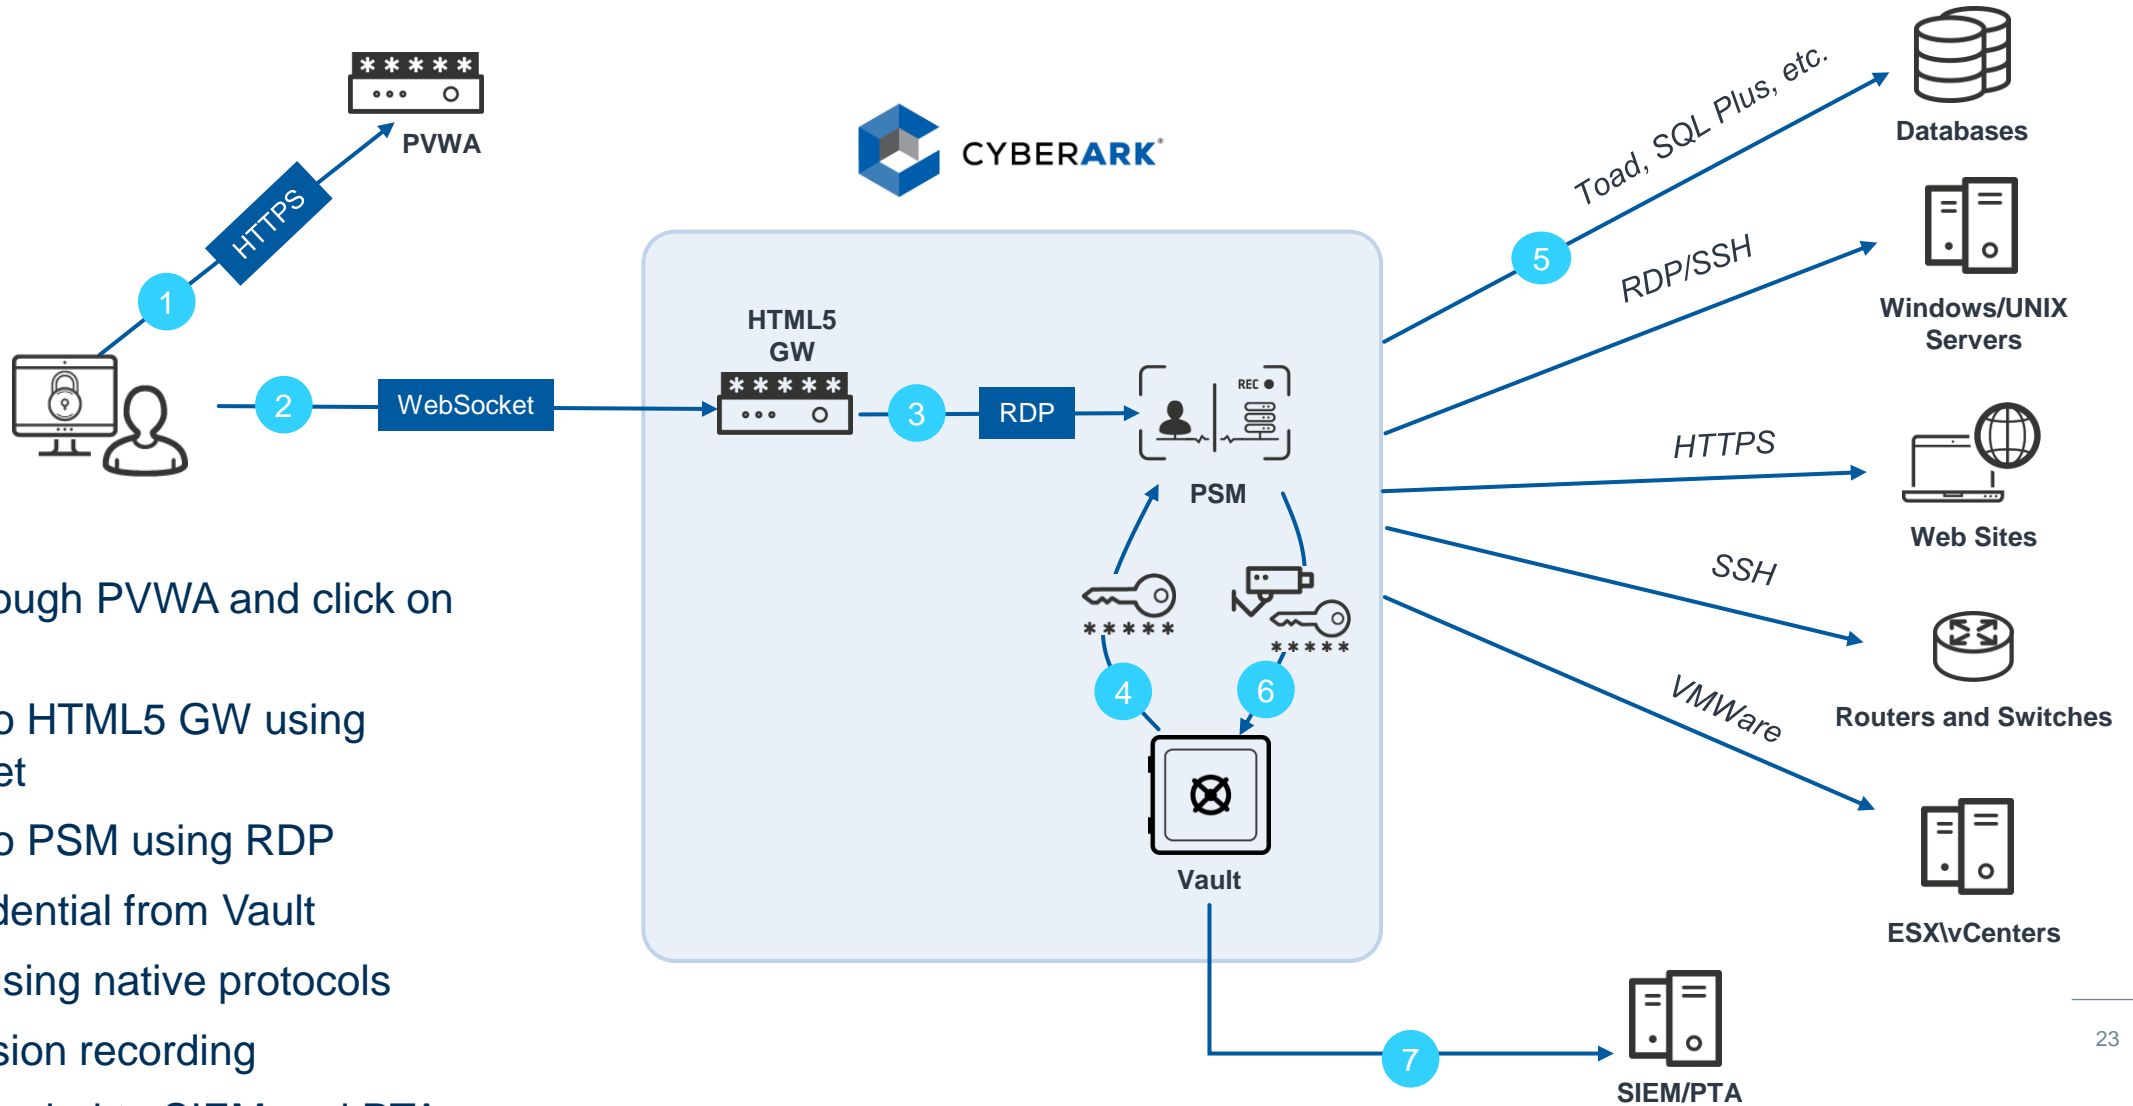 * * * * *
PVWA
HTTPS
1
CYBERARK®
Toad, SQL Plus, etc.
Databases
5
RDP/SSH
Windows/UNIX
Servers
HTML5
GW
* * * * *
2
WebSocket
3
RDP
REC
PSM
HTTPS
Web Sites
SSH
Routers and Switches
* * * * *
* * * * *
4
6
VMWare
Vault
ESX\vCenters
7
SIEM/PTA
ough PVWA and click on
o HTML5 GW using
et
o PSM using RDP
dential from Vault
sing native protocols
sion recording
SIEM
PTA
23